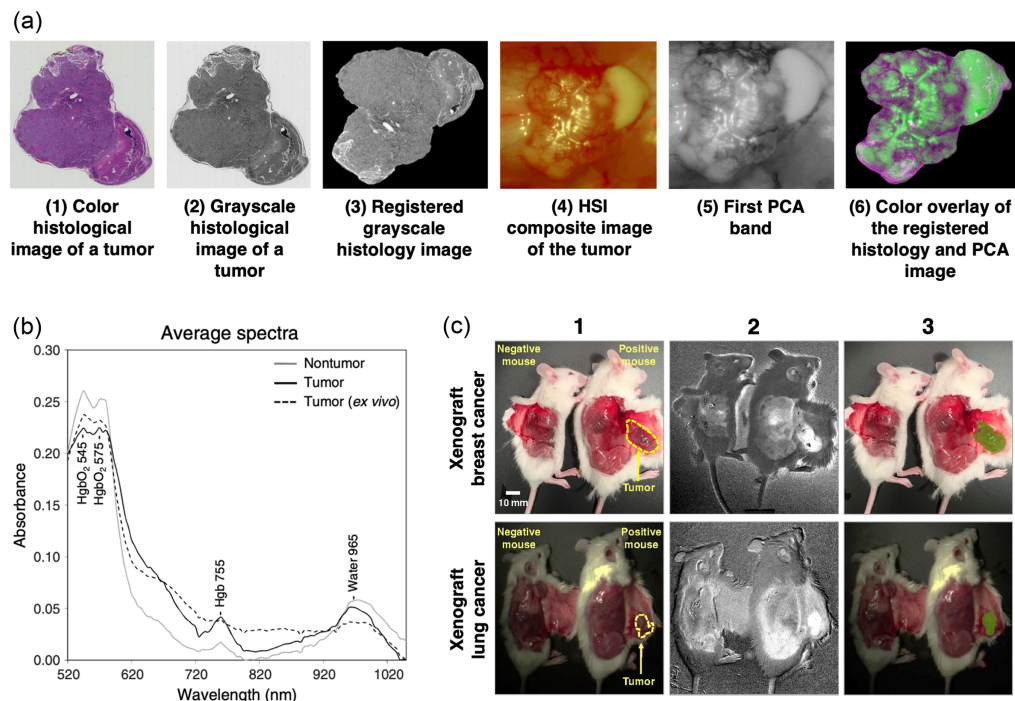 (a)
(1) Color
histological
image of a tumor
(2) Grayscale
histological
image of a
tumor
(3) Registered
grayscale
histology image
(4) HSI
composite image
of the tumor
(5) First PCA
band
(6) Color overlay of
the registered
histology and PCA
image
(b)
Average spectra
Nontumor
Tumor
Tumor (ex vivo)
0.30
0.25
0.20
0.15
0.10
0.05
0.00
Absorbance
HgbO₂ 545
HgbO₂ 575
Hgb 755
Water 965
520
620
720
820
920
1020
Wavelength (nm)
(c)
1
2
3
Xenograft
breast cancer
Negative
mouse
Positive
mouse
Tumor
10 mm
Xenograft
lung cancer
Negative
mouse
Positive
mouse
Tumor